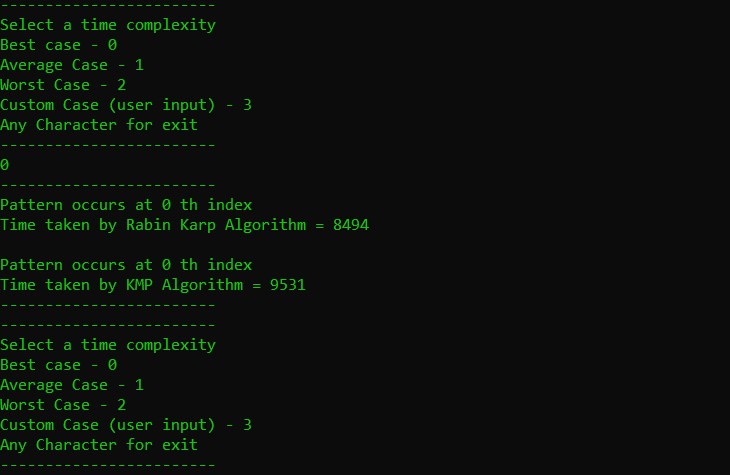 ------------------------
Select a time complexity
Best case - 0
Average Case - 1
Worst Case - 2
Custom Case (user input) - 3
Any Character for exit
------------------------
0
------------------------
Pattern occurs at 0 th index
Time taken by Rabin Karp Algorithm = 8494

Pattern occurs at 0 th index
Time taken by KMP Algorithm = 9531
------------------------
------------------------
Select a time complexity
Best case - 0
Average Case - 1
Worst Case - 2
Custom Case (user input) - 3
Any Character for exit
------------------------